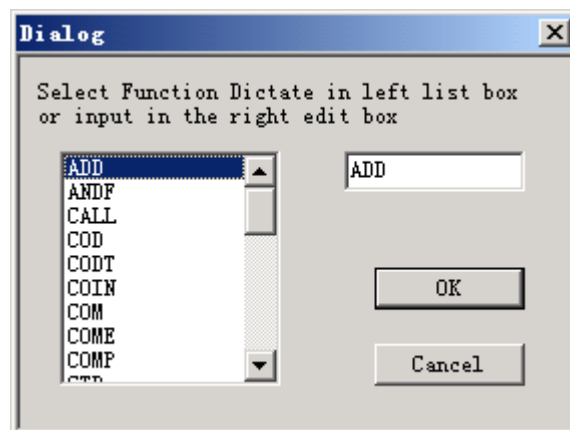 Dialog
Select Function Dictate in left list box
or input in the right edit box
ADD
ADD
ANDF
CALL
COD
CODT
COIN
OK
COM
COME
COMP
Cancel